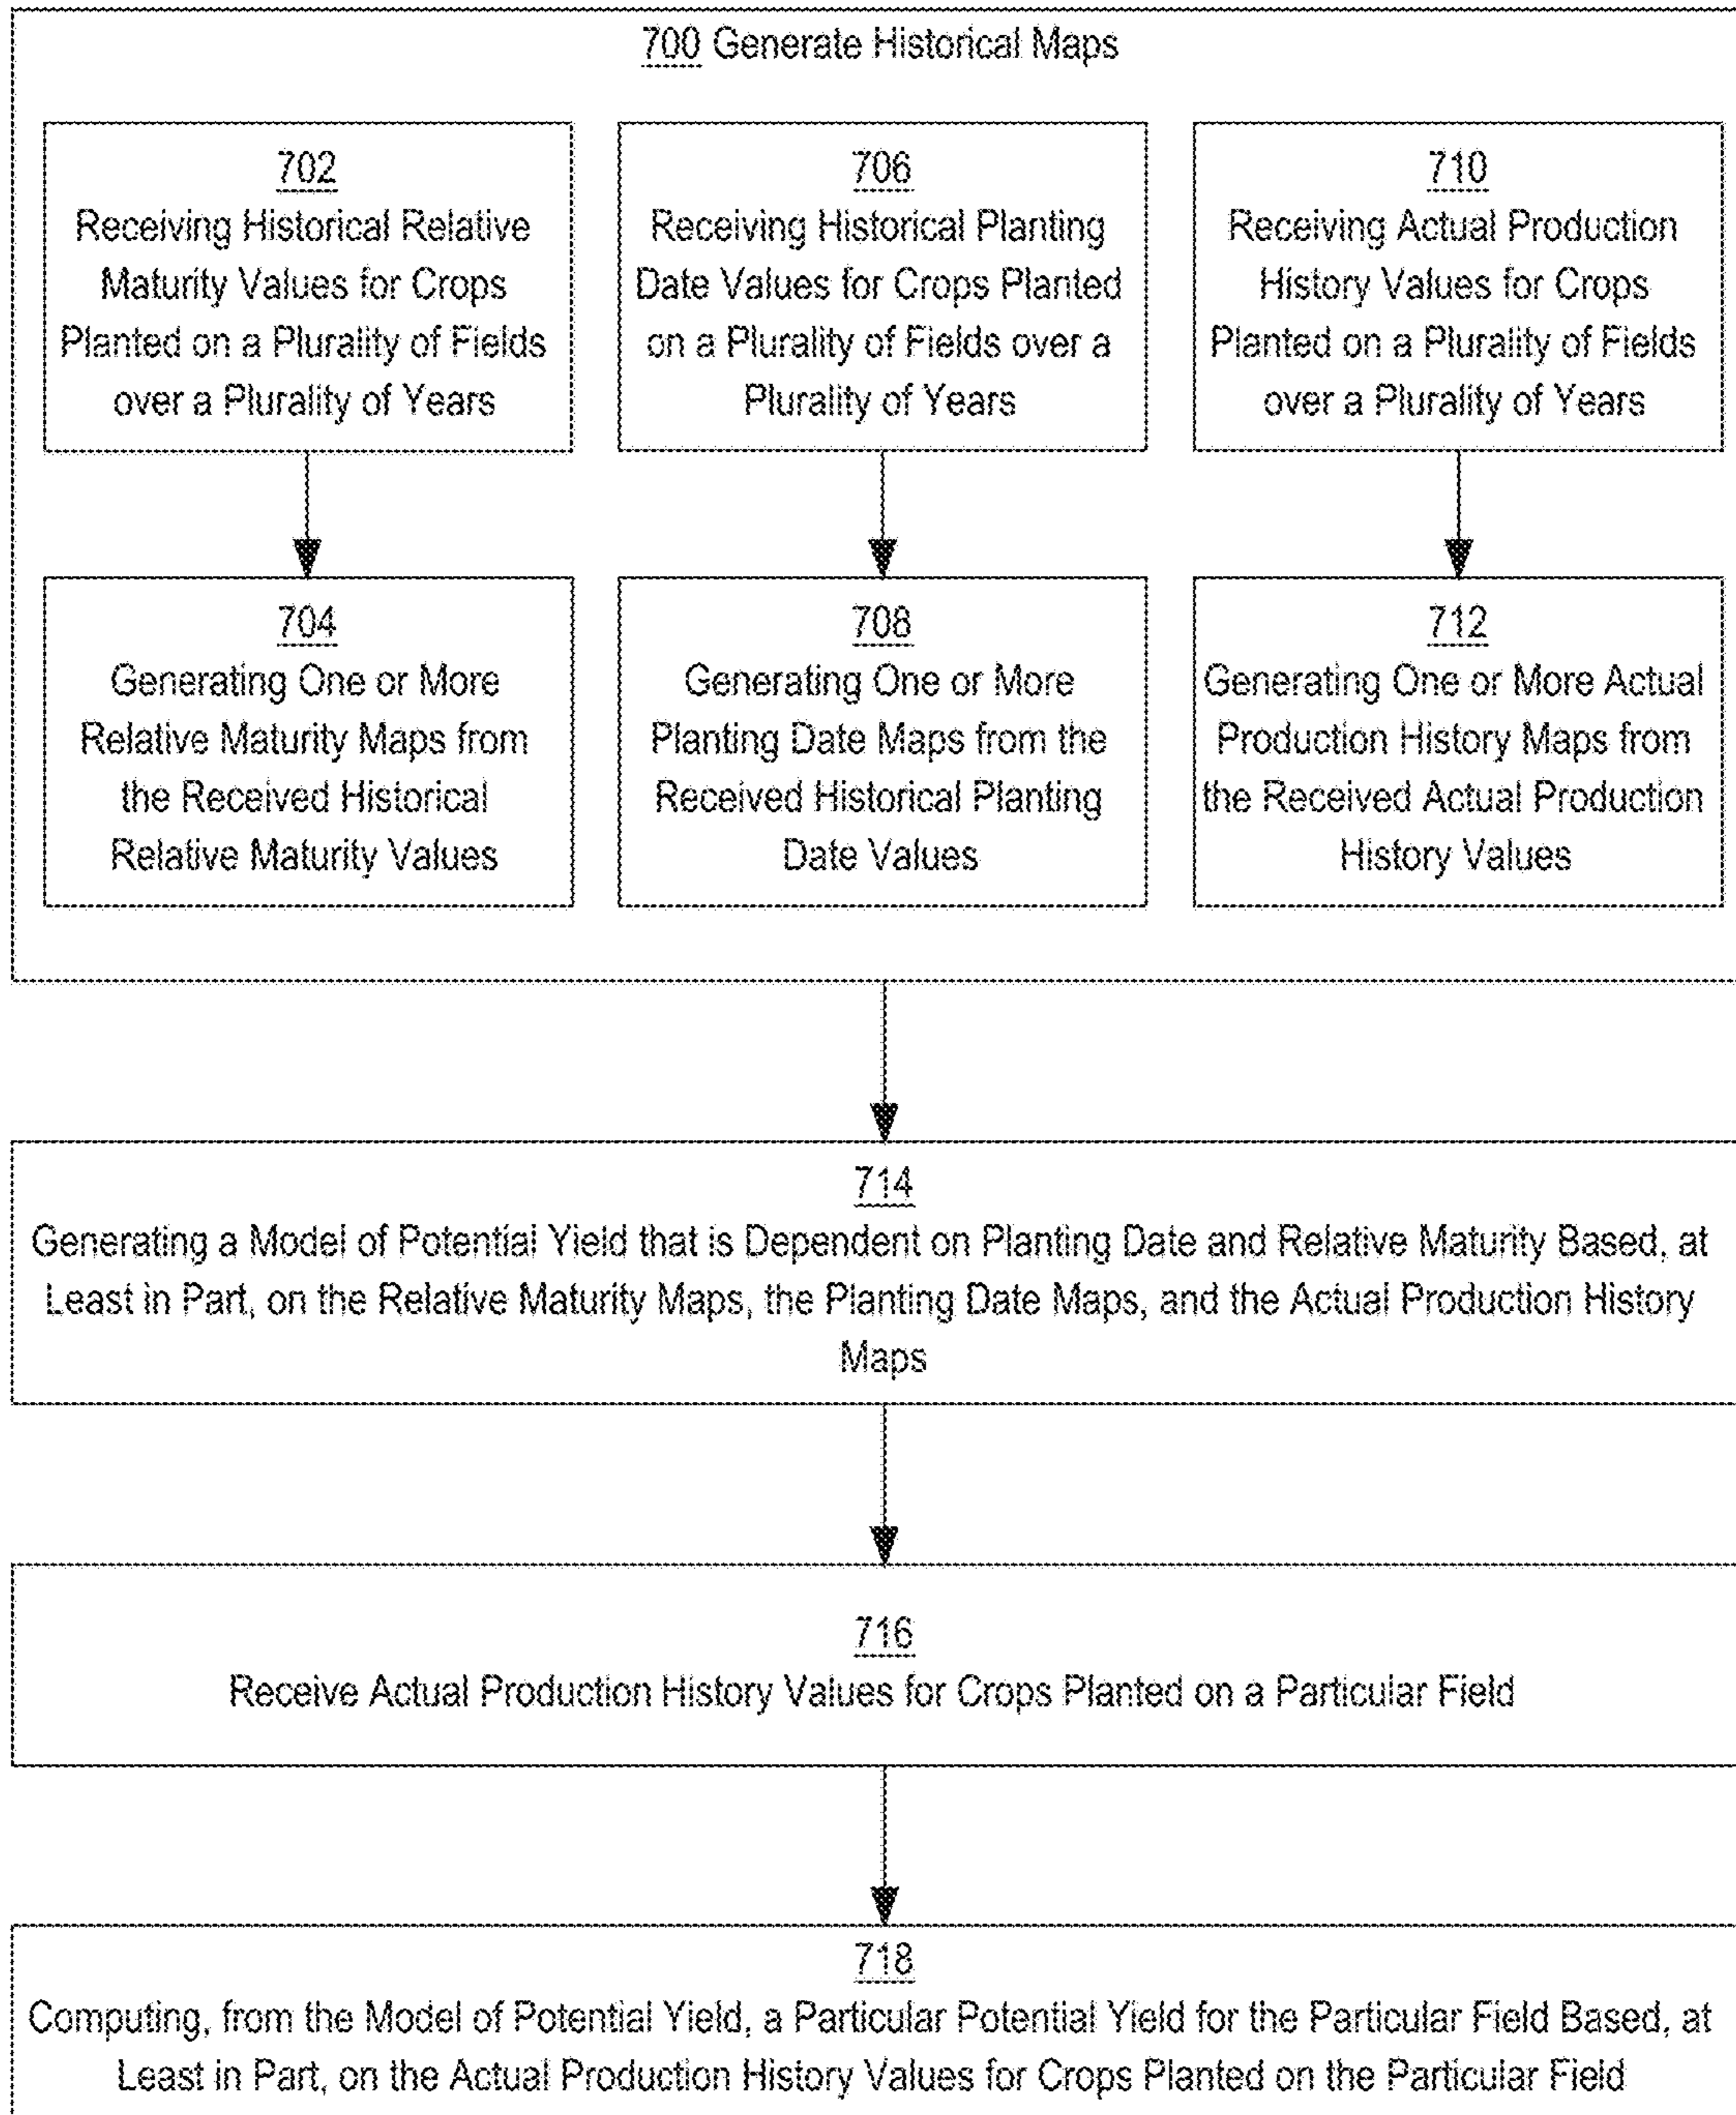 700 Generate Historical Maps
702
Receiving Historical Relative
Maturity Values for Crops
Planted on a Plurality of Fields
over a Plurality of Years
706
Receiving Historical Planting
Date Values for Crops Planted
on a Plurality of Fields over a
Plurality of Years
710
Receiving Actual Production
History Values for Crops
Planted on a Plurality of Fields
over a Plurality of Years
704
Generating One or More
Relative Maturity Maps from
the Received Historical
Relative Maturity Values
708
Generating One or More
Planting Date Maps from the
Received Historical Planting
Date Values
712
Generating One or More Actual
Production History Maps from
the Received Actual Production
History Values
714
Generating a Model of Potential Yield that is Dependent on Planting Date and Relative Maturity Based, at
Least in Part, on the Relative Maturity Maps, the Planting Date Maps, and the Actual Production History
Maps
716
Receive Actual Production History Values for Crops Planted on a Particular Field
718
Computing, from the Model of Potential Yield, a Particular Potential Yield for the Particular Field Based, at
Least in Part, on the Actual Production History Values for Crops Planted on the Particular Field